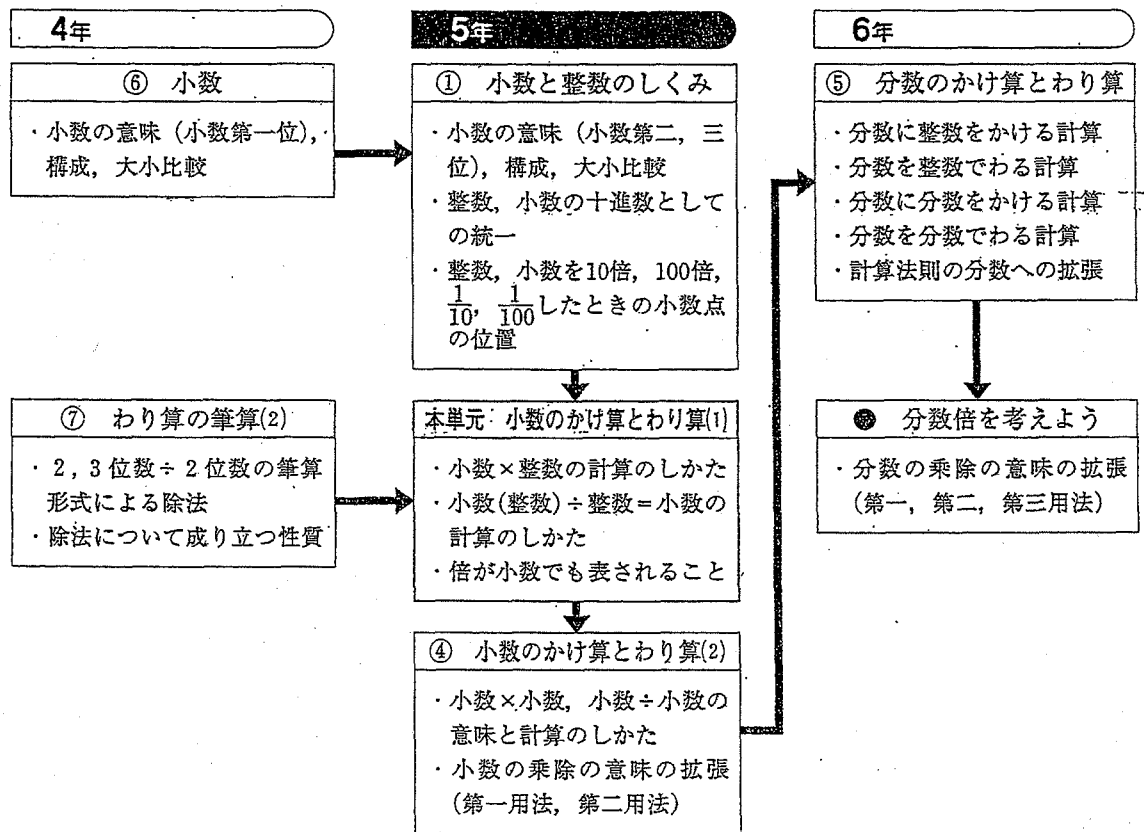 4年
⑥ 小数
・小数の意味（小数第一位），
構成，大小比較
⑦ わり算の筆算(2)
・2，3位数÷2位数の筆算
形式による除法
・除法について成り立つ性質
5年
① 小数と整数のしくみ
・小数の意味（小数第二，三
位），構成，大小比較
・整数，小数の十進数として
の統一
・整数，小数を10倍，100倍，
1/10，1/100したときの小数点
の位置
本単元：小数のかけ算とわり算(1)
・小数×整数の計算のしかた
・小数(整数)÷整数＝小数の
計算のしかた
・倍が小数でも表されること
④ 小数のかけ算とわり算(2)
・小数×小数，小数÷小数の
意味と計算のしかた
・小数の乗除の意味の拡張
（第一用法，第二用法）
6年
⑤ 分数のかけ算とわり算
・分数に整数をかける計算
・分数を整数でわる計算
・分数に分数をかける計算
・分数を分数でわる計算
・計算法則の分数への拡張
● 分数倍を考えよう
・分数の乗除の意味の拡張
（第一，第二，第三用法）